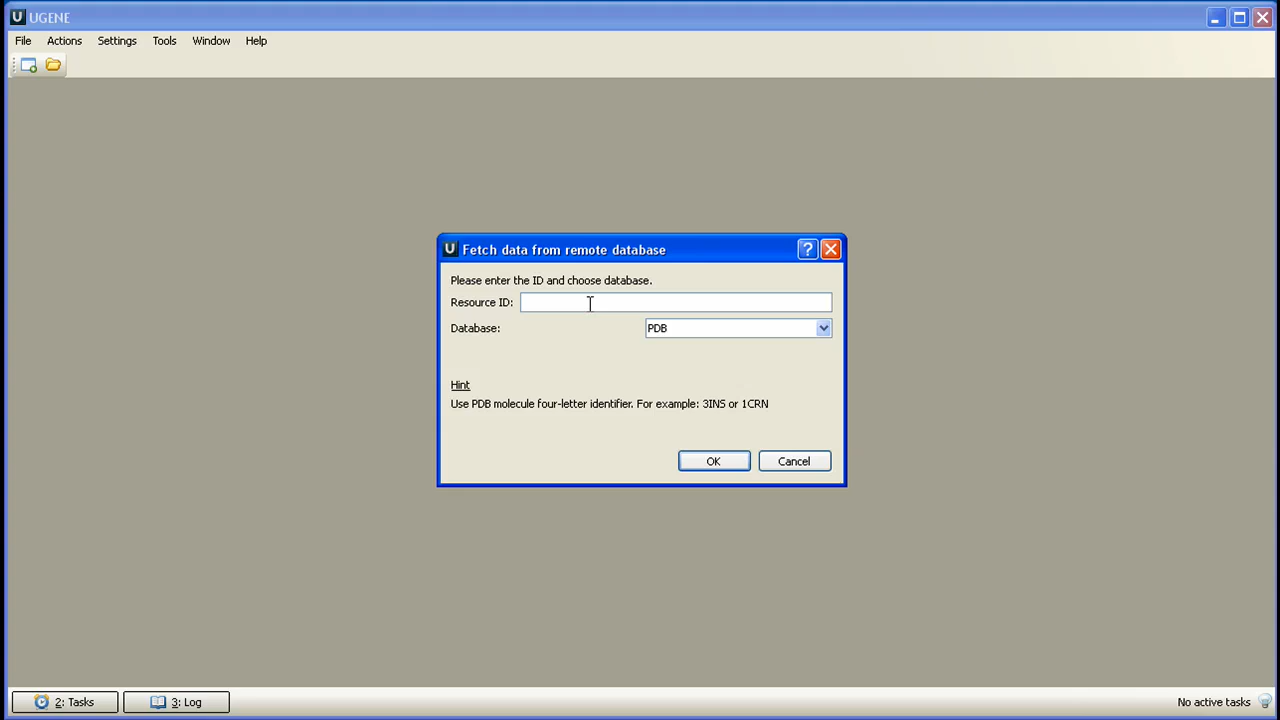 U UGENE
File Actions Settings Tools Window Help
U Fetch data from remote database
Please enter the ID and choose database.
Resource ID:
Database: PDB
Hint
Use PDB molecule four-letter identifier. For example: 3INS or 1CRN
OK Cancel
2: Tasks 3: Log No active tasks